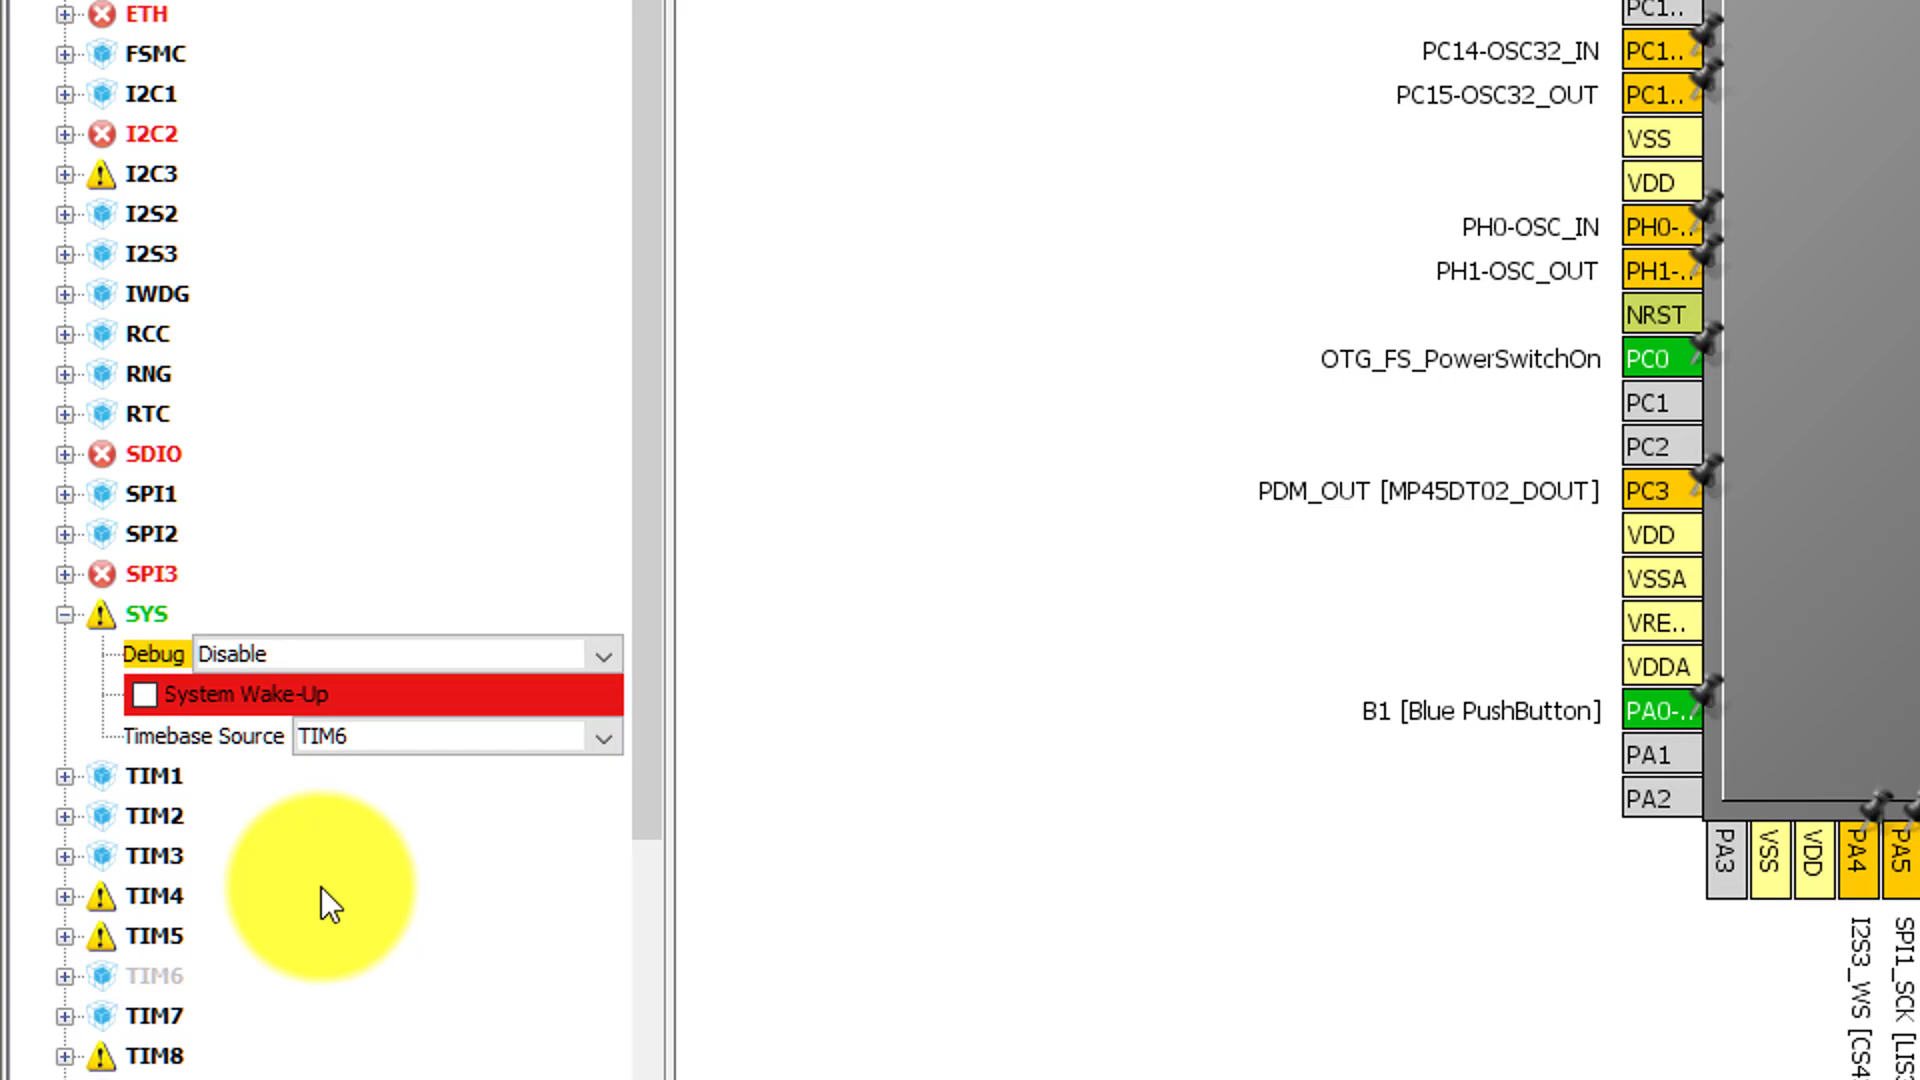 ETH
FSMC
I2C1
I2C2
I2C3
I2S2
I2S3
IWDG
RCC
RNG
RTC
SDIO
SPI1
SPI2
SPI3
SYS
Debug Disable
System Wake-Up
Timebase Source TIM6
TIM1
TIM2
TIM3
TIM4
TIM5
TIM6
TIM7
TIM8
PC1..
PC14-OSC32_IN PC1..
PC15-OSC32_OUT PC1..
VSS
VDD
PH0-OSC_IN PH0-..
PH1-OSC_OUT PH1-..
NRST
OTG_FS_PowerSwitchOn PC0
PC1
PC2
PDM_OUT [MP45DT02_DOUT] PC3
VDD
VSSA
VRE..
VDDA
B1 [Blue PushButton] PA0-..
PA1
PA2
PA3
VSS
VDD
PA4
PA5
I2S3_WS [CS4
SPI1_SCK [LIS